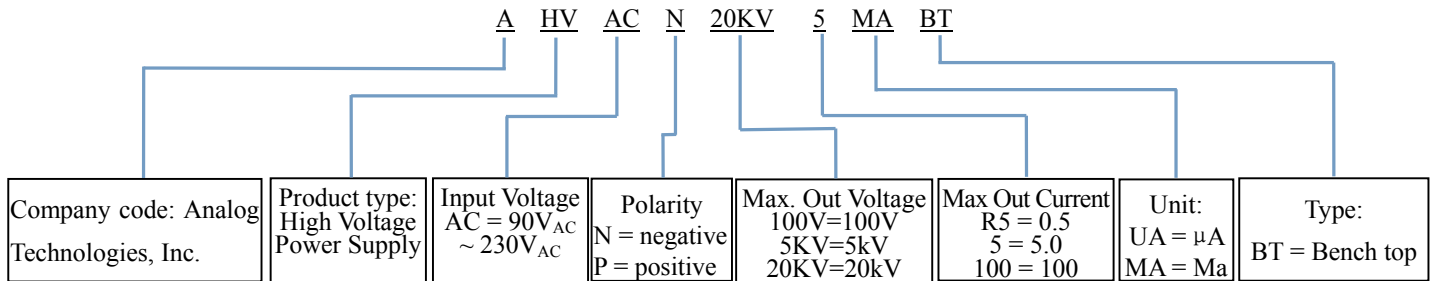 A HV AC N 20KV 5 MA BT
Company code: Analog
Technologies, Inc.
Product type:
High Voltage
Power Supply
Input Voltage
AC = 90VAC
~ 230VAC
Polarity
N = negative
P = positive
Max. Out Voltage
100V=100V
5KV=5kV
20KV=20kV
Max Out Current
R5 = 0.5
5 = 5.0
100 = 100
Unit:
UA = μA
MA = Ma
Type:
BT = Bench top